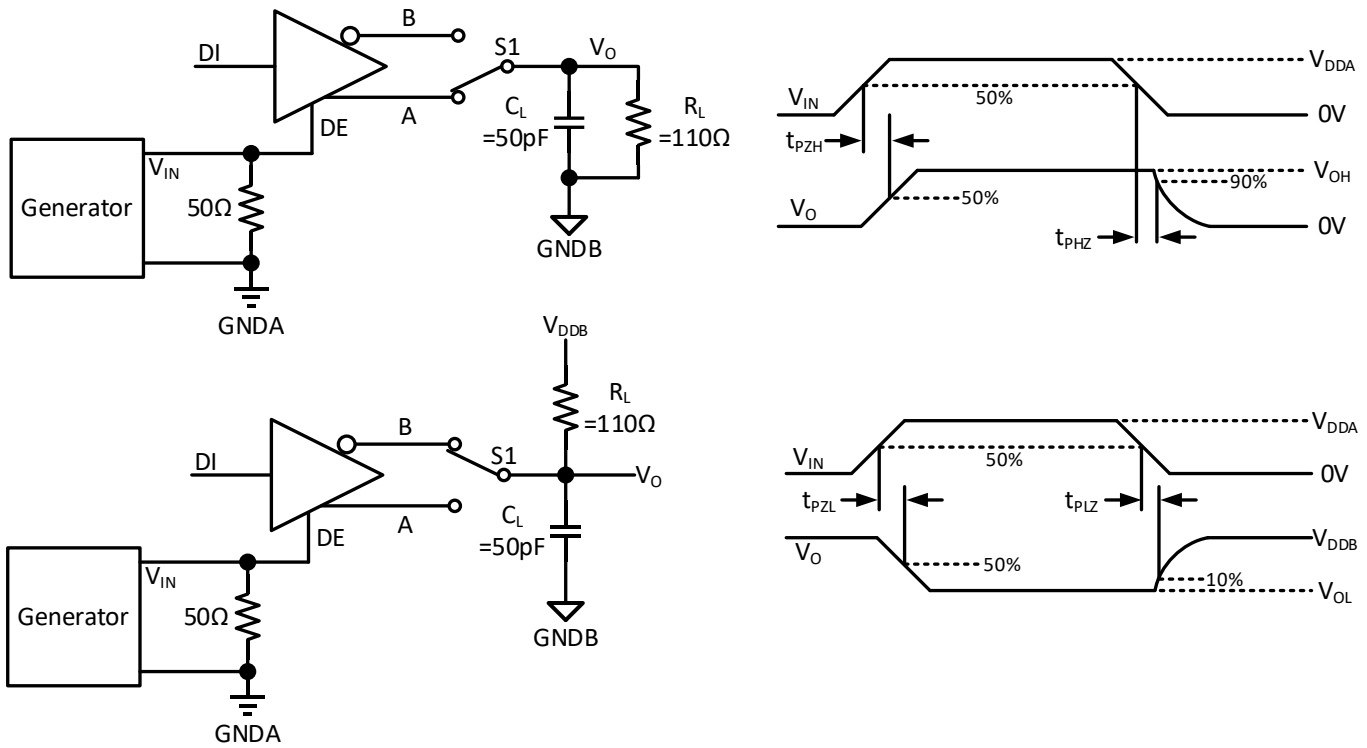 B
DI
S1
VO
A
CL
=50pF
RL
=110Ω
DE
VIN
Generator
50Ω
GNDB
GNDA
VDDA
VIN
50%
0V
tPZH
VOH
90%
50%
VO
0V
tPHZ
VDDB
RL
=110Ω
B
S1
DI
VO
A
CL
=50pF
DE
VIN
Generator
50Ω
GNDB
GNDA
VDDA
50%
VIN
0V
tPZL
tPLZ
VDDB
VO
50%
10%
VOL